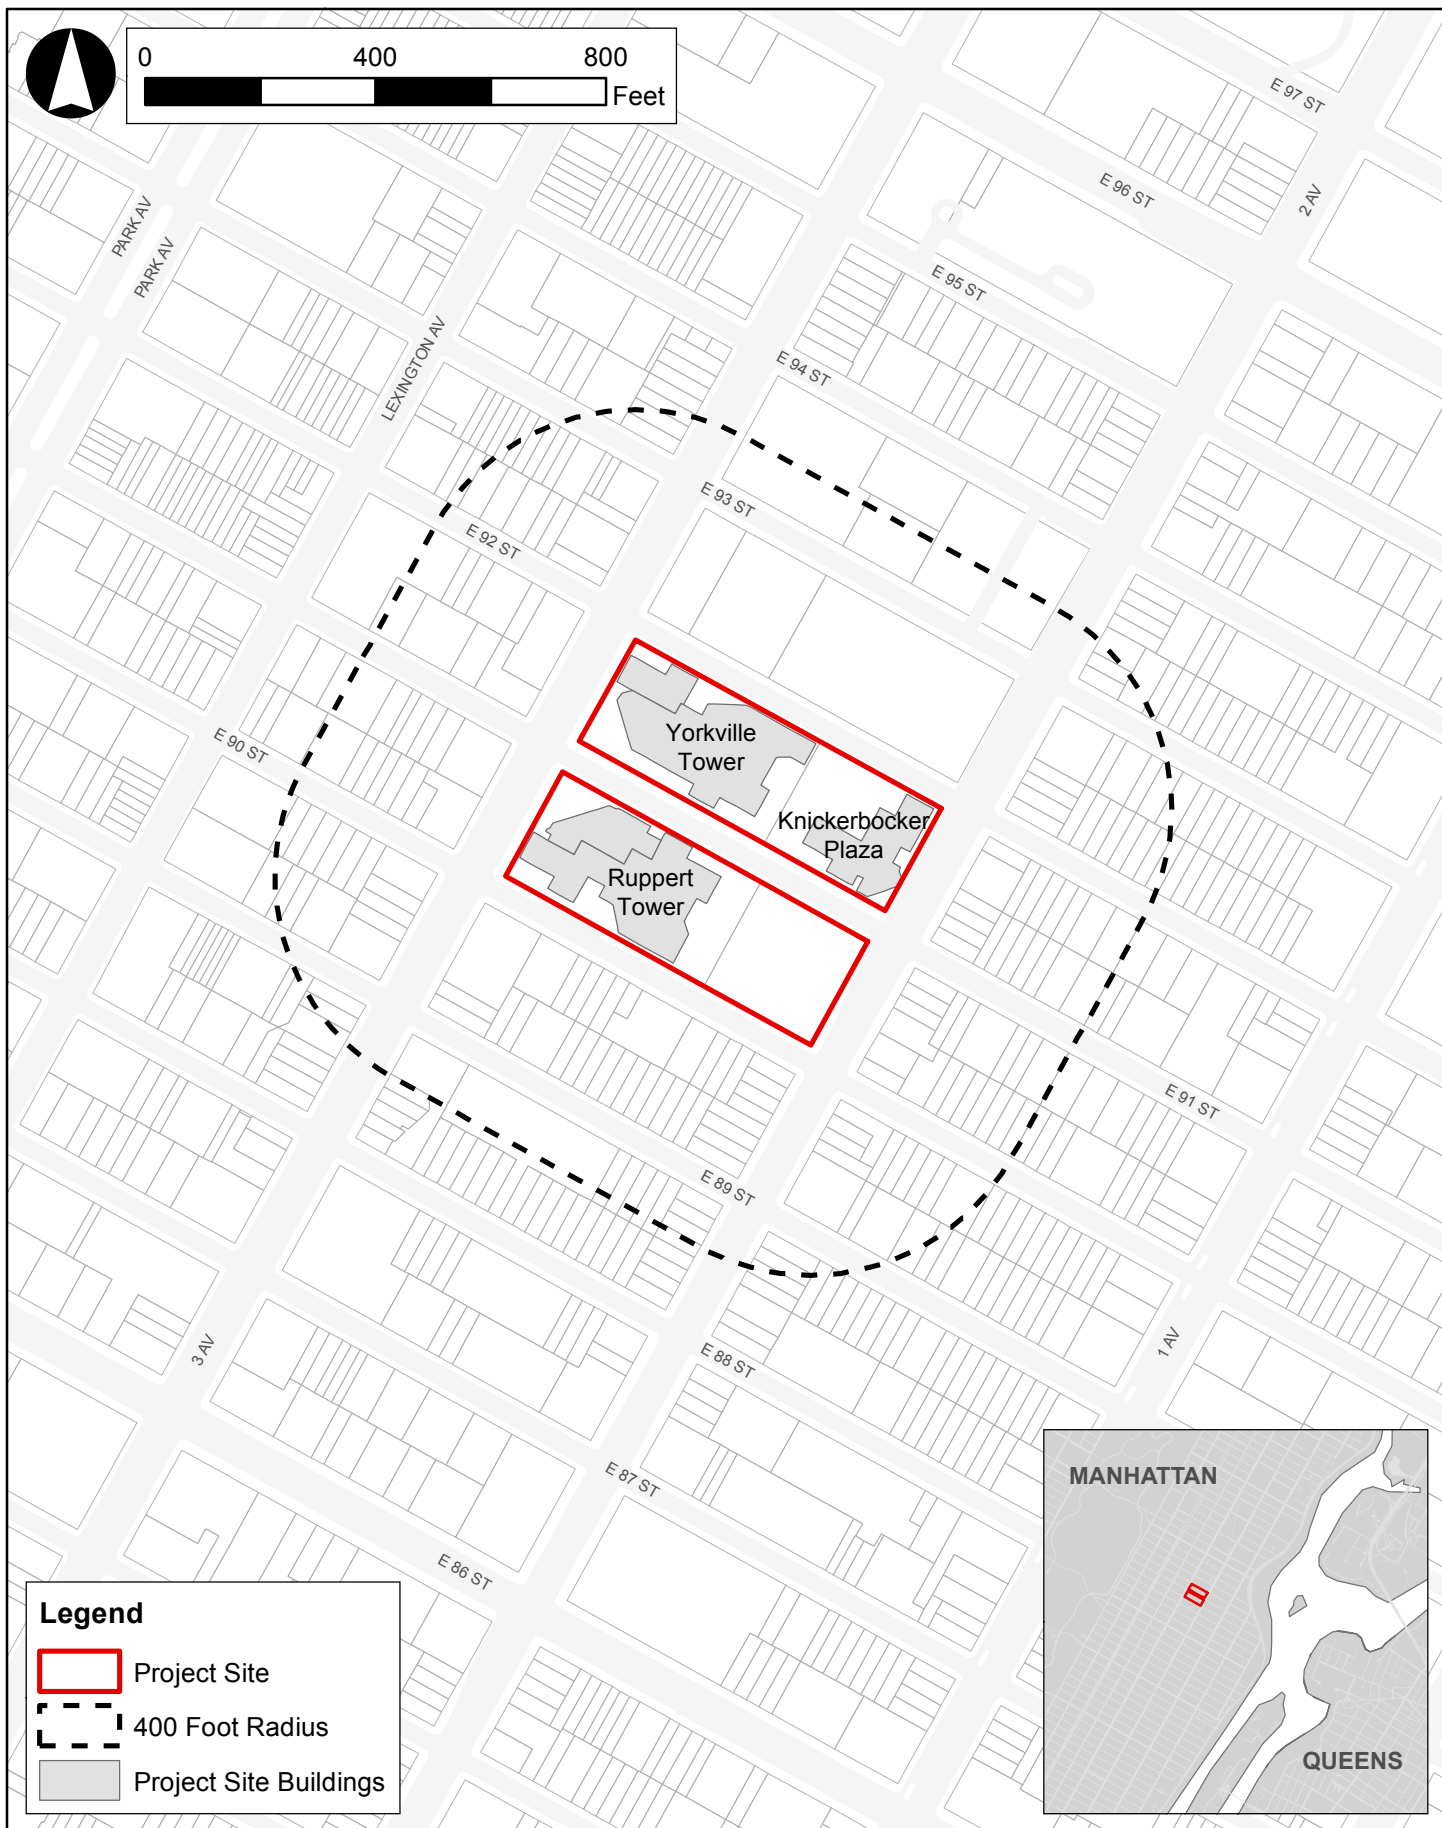 0 400 800
Feet
E 97 ST
E 96 ST
2 AV
PARK AV
PARK AV
E 95 ST
LEXINGTON AV
E 94 ST
E 93 ST
E 92 ST
E 90 ST
Yorkville
Tower
Knickerbocker
Plaza
Ruppert
Tower
E 91 ST
E 89 ST
3 AV
1 AV
E 88 ST
E 87 ST
E 86 ST
MANHATTAN
QUEENS
Legend
Project Site
400 Foot Radius
Project Site Buildings